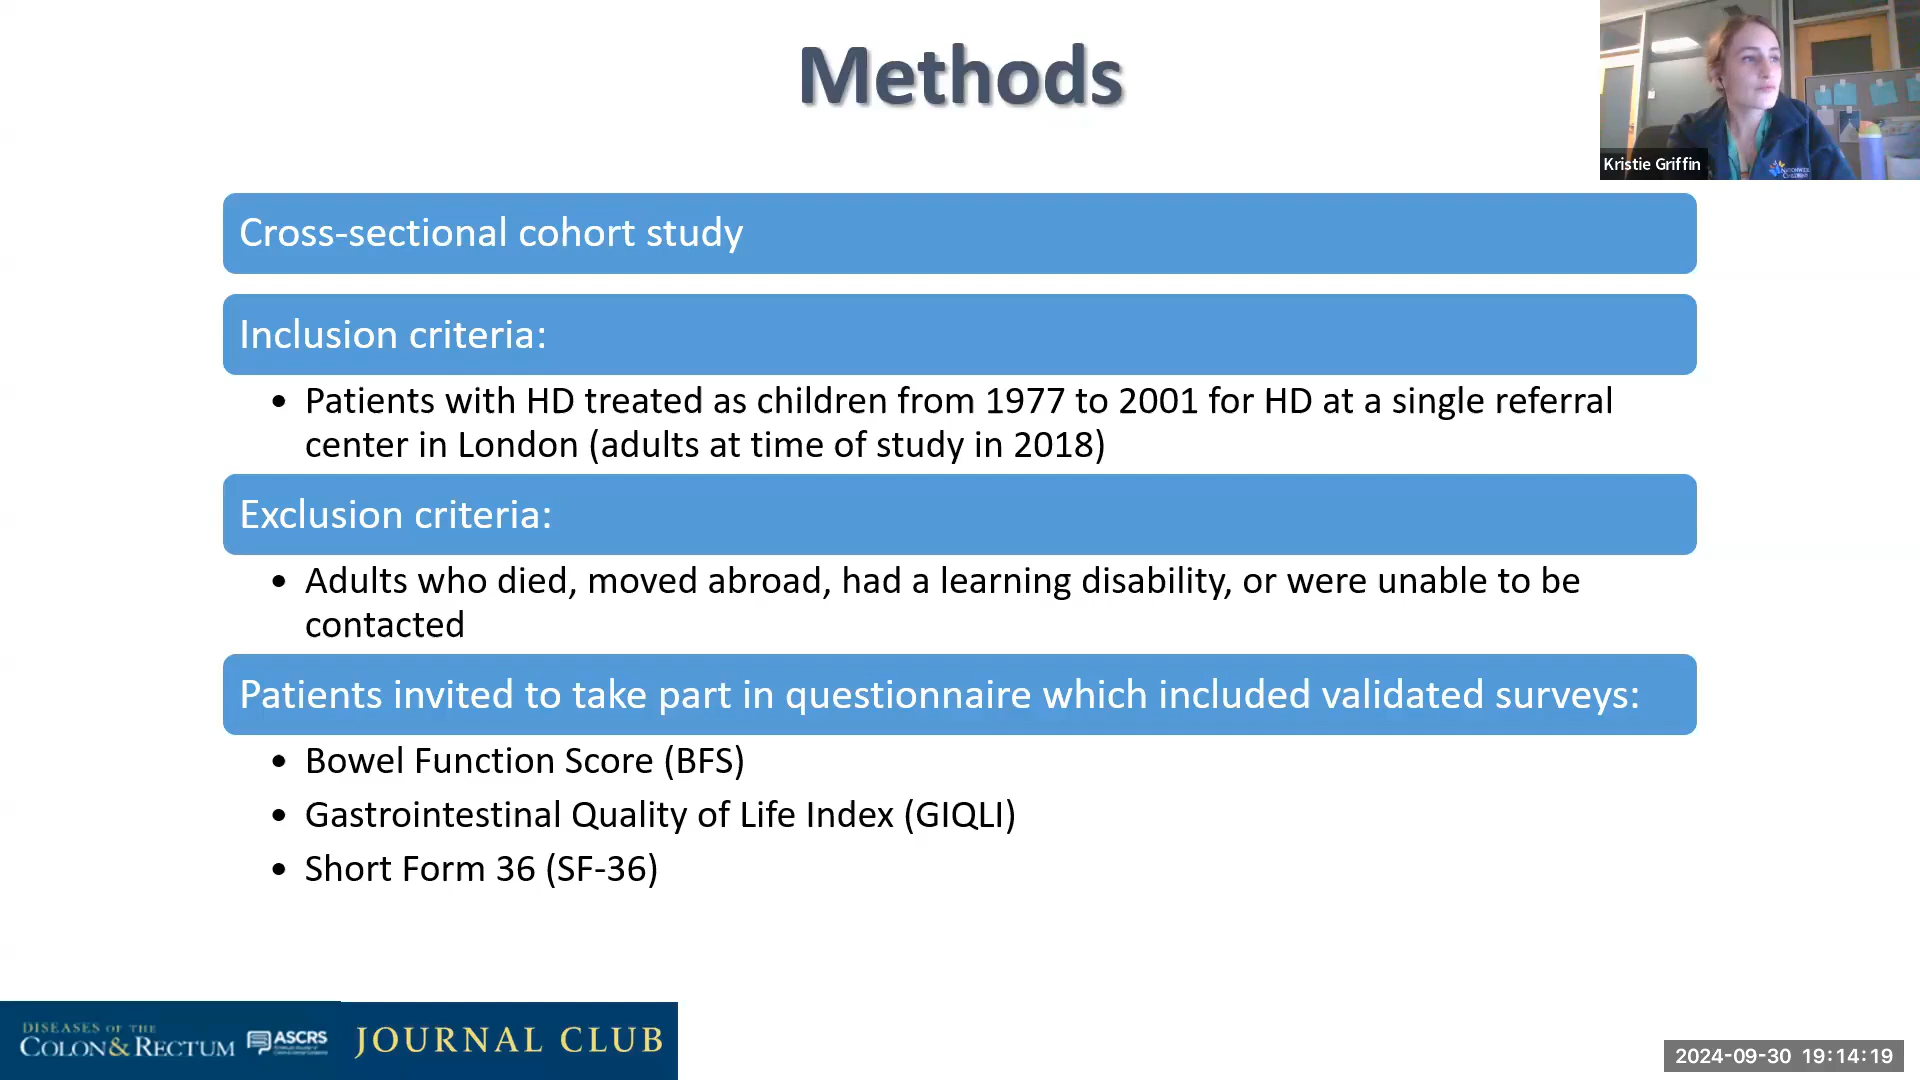 Methods
Kristie Griffin
Cross-sectional cohort study
Inclusion criteria:
• Patients with HD treated as children from 1977 to 2001 for HD at a single referral
center in London (adults at time of study in 2018)
Exclusion criteria:
• Adults who died, moved abroad, had a learning disability, or were unable to be
contacted
Patients invited to take part in questionnaire which included validated surveys:
• Bowel Function Score (BFS)
• Gastrointestinal Quality of Life Index (GIQLI)
• Short Form 36 (SF-36)
DISEASES OF THE
COLON&RECTUM
ASCRS
JOURNAL CLUB
2024-09-30 19:14:19